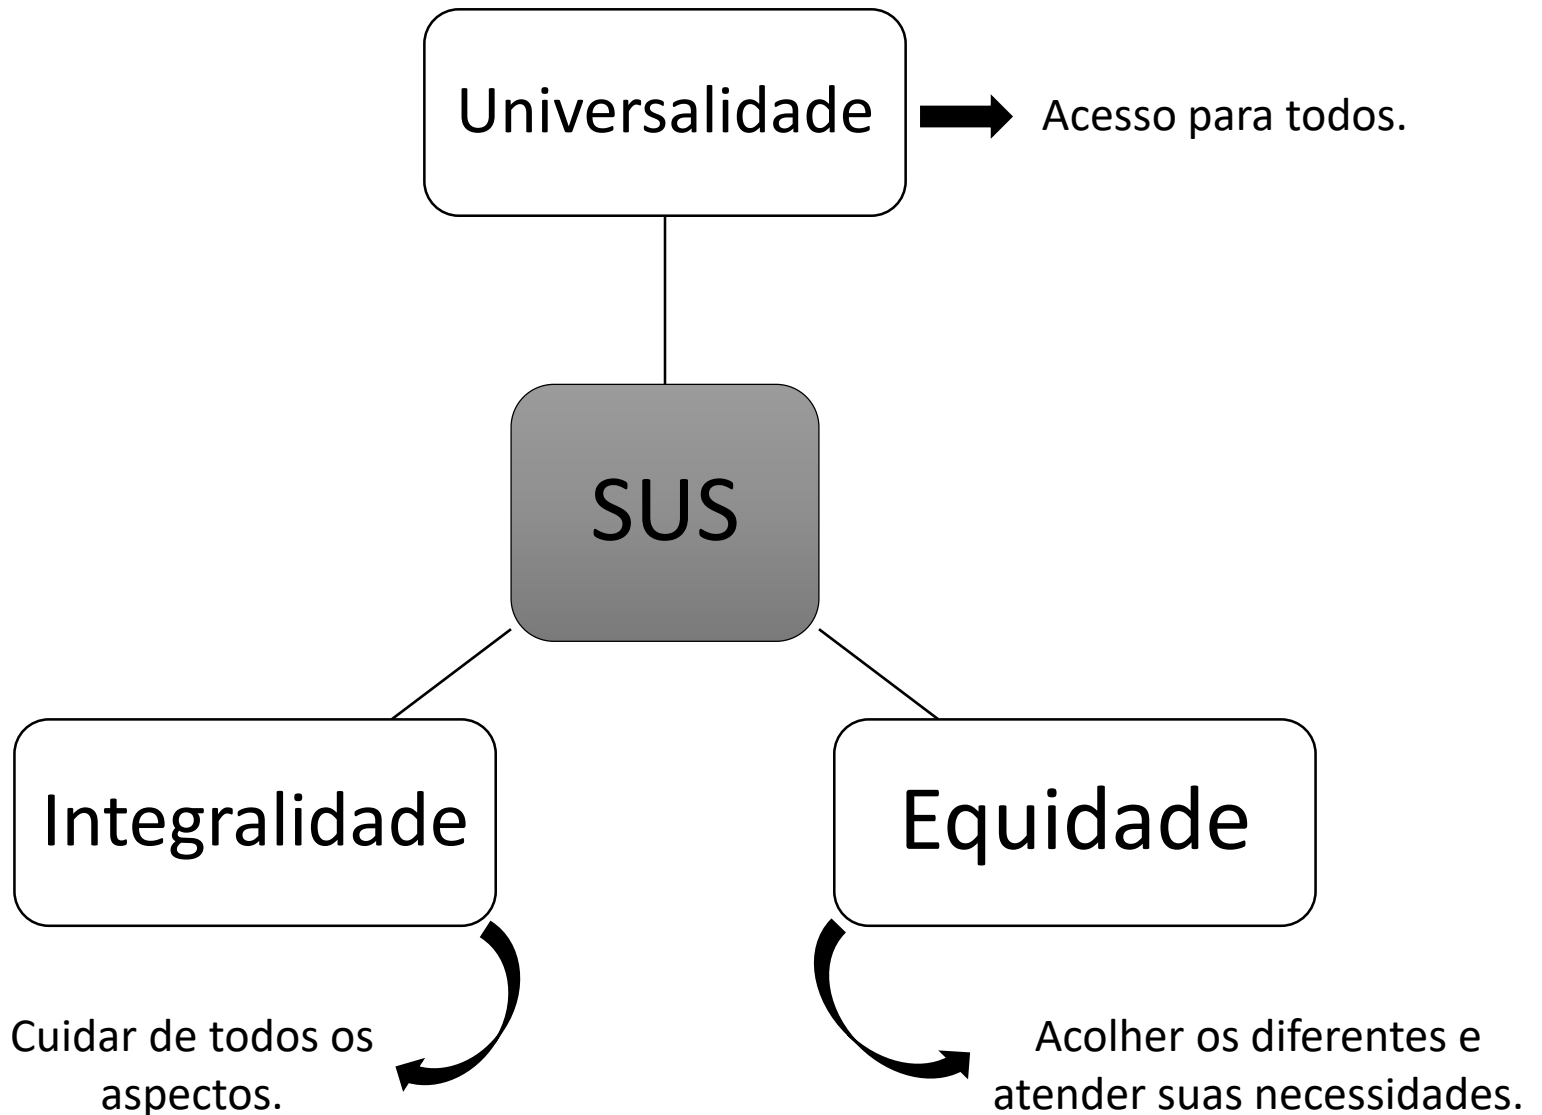 Universalidade
Acesso para todos.
SUS
Integralidade
Equidade
Cuidar de todos os
aspectos.
Acolher os diferentes e
atender suas necessidades.